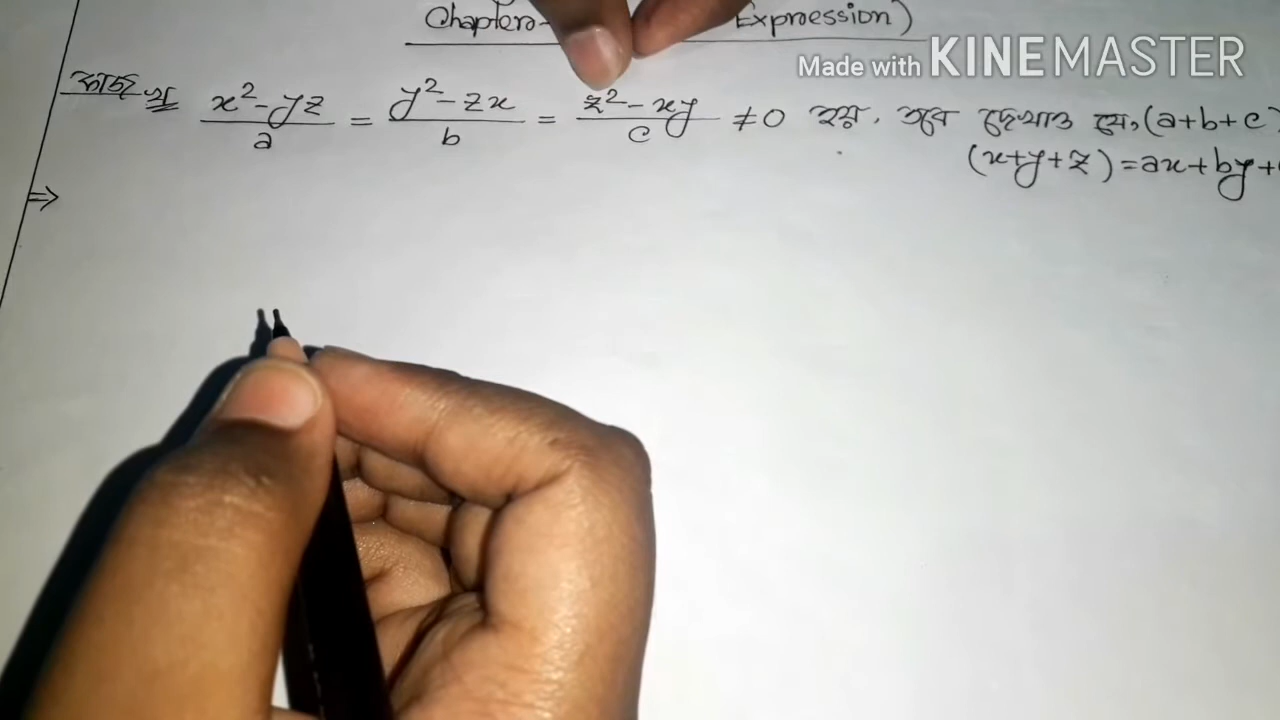 Chapter- Expression)
Made with KINEMASTER
কাজঃ x² - yz / a = y² - zx / b = z² - xy / c ≠ 0 হয়, তবে দেখাও যে, (a+b+c)
(x+y+z) = ax + by +
⇒